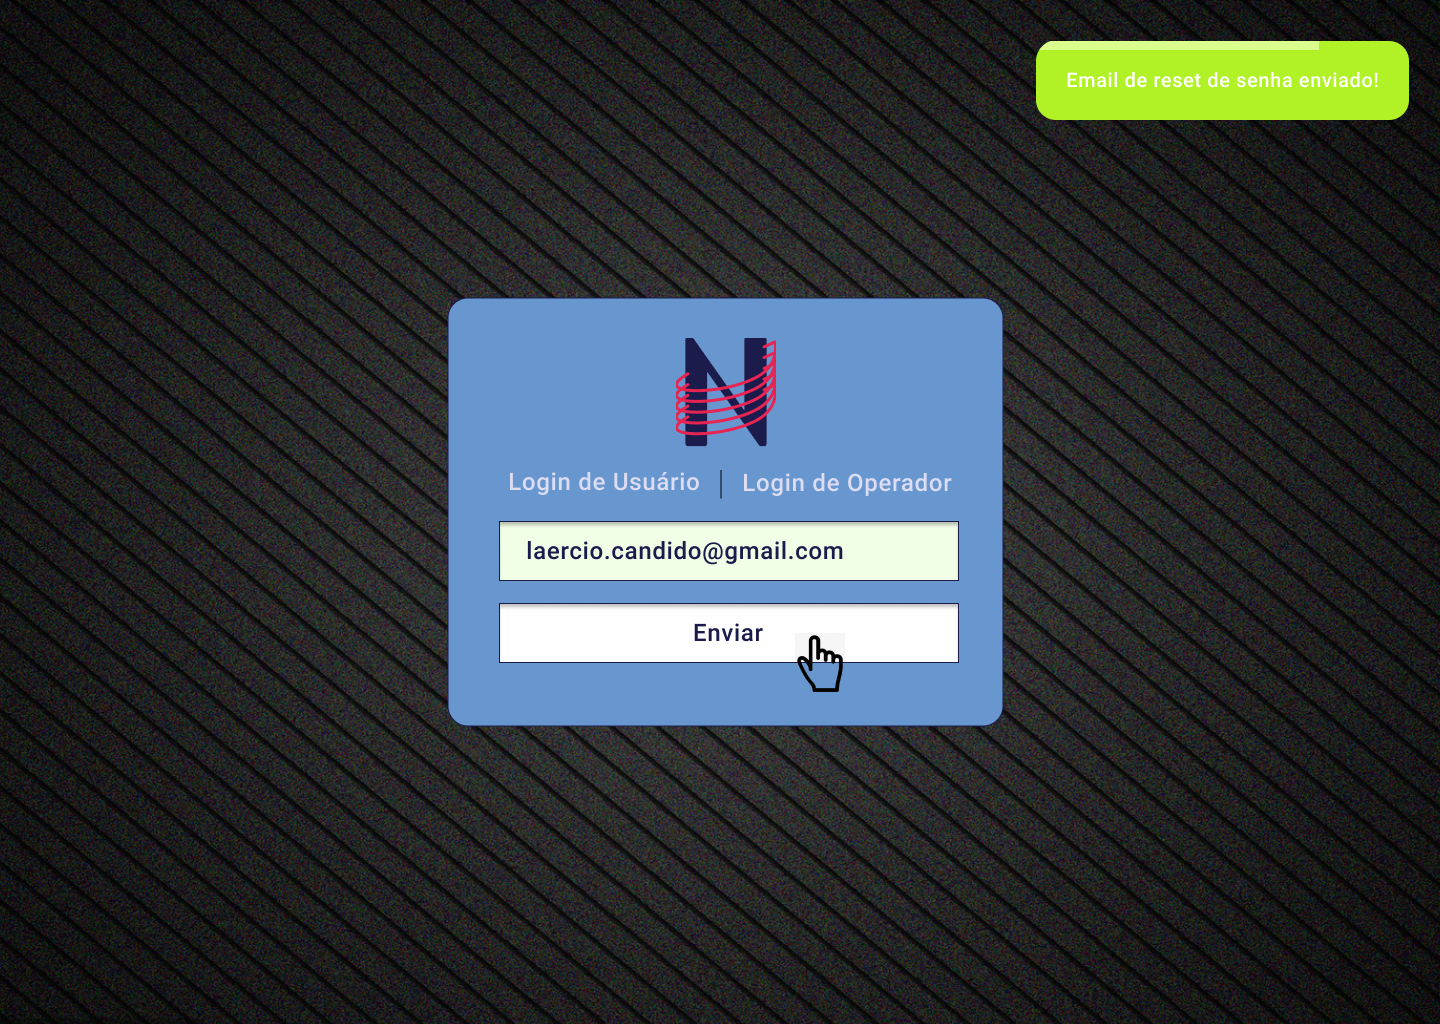 Email de reset de senha enviado!
N
Login de Usuário | Login de Operador
laercio.candido@gmail.com
Enviar